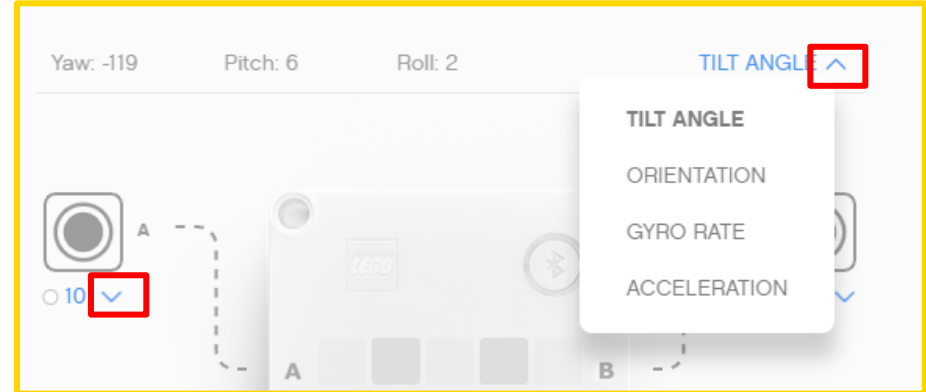 Yaw: -119 Pitch: 6 Roll: 2 TILT ANGLE
TILT ANGLE
ORIENTATION
GYRO RATE
ACCELERATION
A
LEGO
10
A B